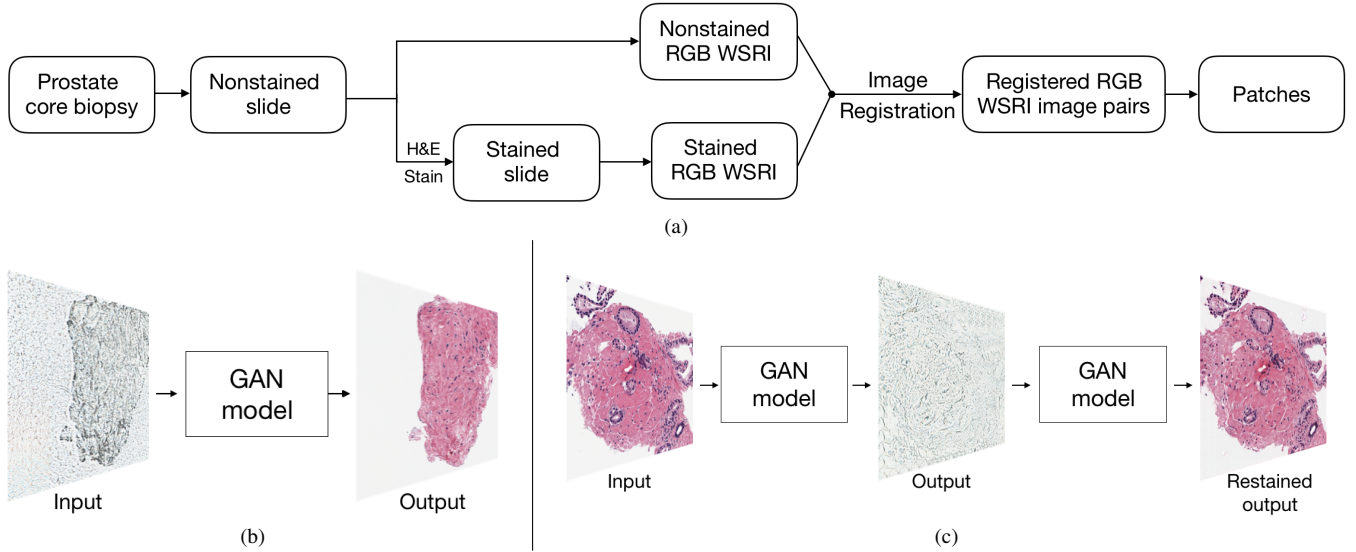 Prostate
core biopsy
Nonstained
slide
Nonstained
RGB WSRI
H&E
Stain
Stained
slide
Stained
RGB WSRI
Image
Registration
Registered RGB
WSRI image pairs
Patches
(a)
Input
GAN
model
Output
(b)
Input
GAN
model
Output
GAN
model
Restained
output
(c)